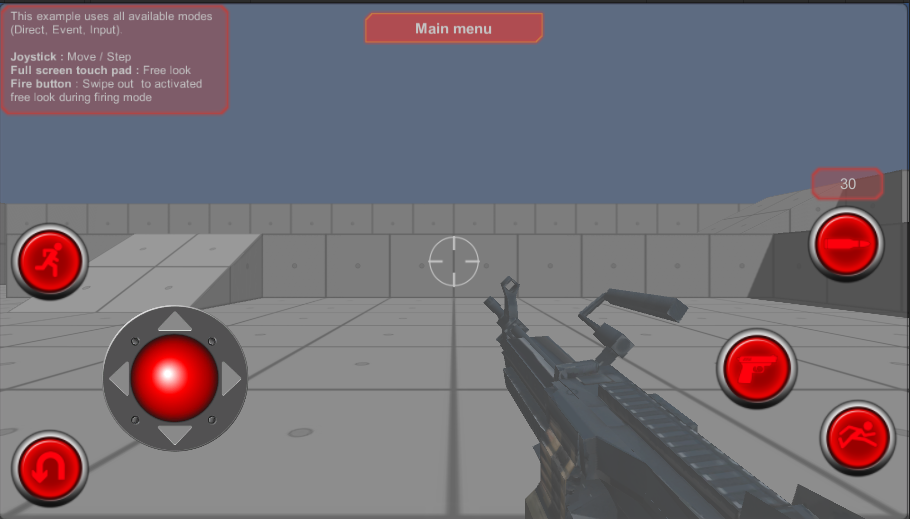 This example uses all available modes
(Direct, Event, Input).
Joystick : Move / Step
Full screen touch pad : Free look
Fire button : Swipe out to activated
free look during firing mode
Main menu
30